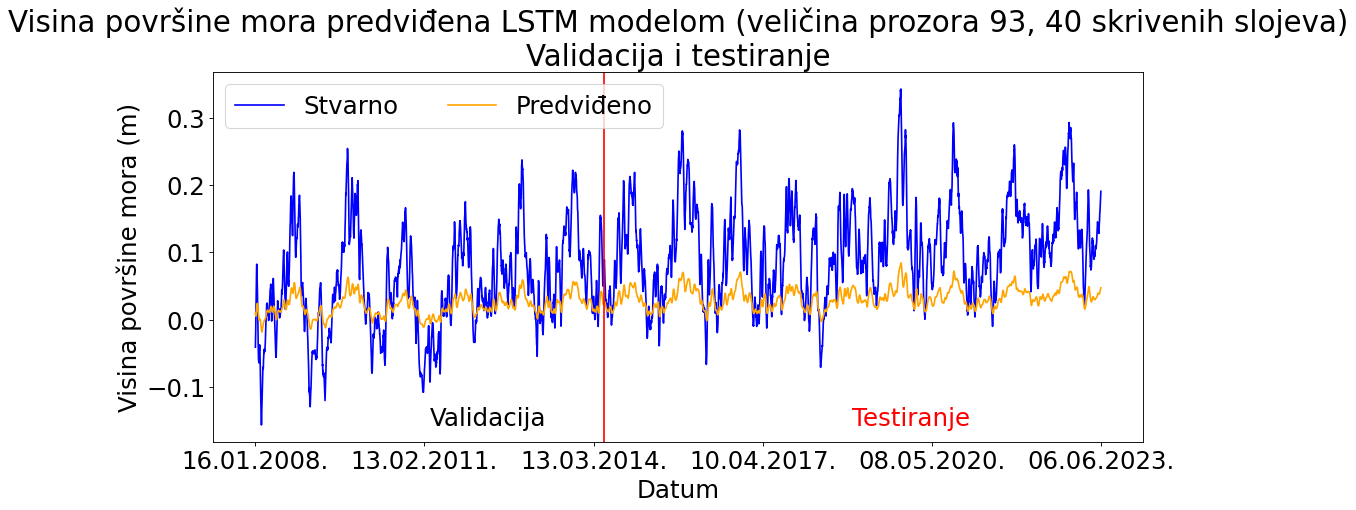 Visina površine mora predviđena LSTM modelom (veličina prozora 93, 40 skrivenih slojeva)
Validacija i testiranje
Stvarno
Predviđeno
Visina površine mora (m)
0.3
0.2
0.1
0.0
−0.1
Validacija
Testiranje
16.01.2008.
13.02.2011.
13.03.2014.
10.04.2017.
08.05.2020.
06.06.2023.
Datum